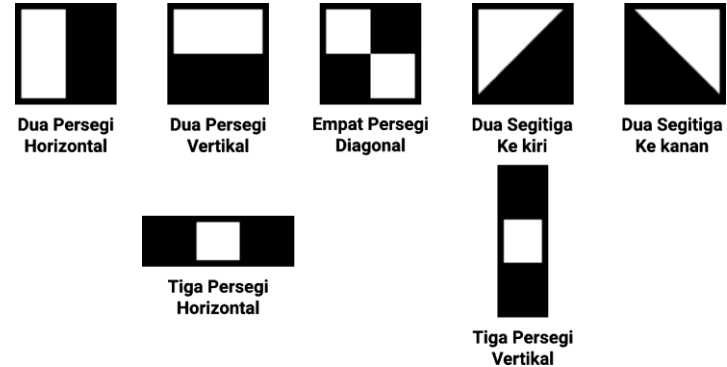 Dua Persegi
Horizontal
Dua Persegi
Vertikal
Empat Persegi
Diagonal
Dua Segitiga
Ke kiri
Dua Segitiga
Ke kanan
Tiga Persegi
Horizontal
Tiga Persegi
Vertikal